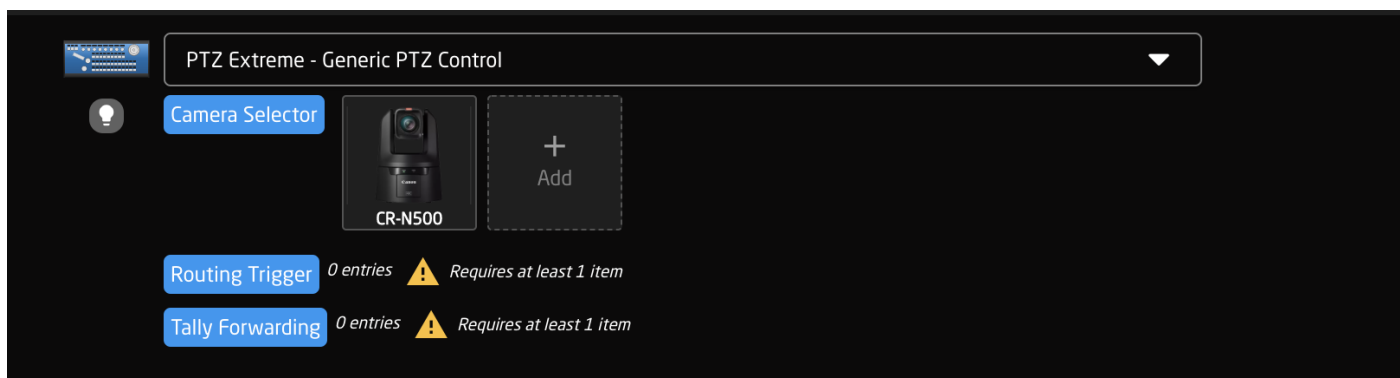 PTZ Extreme - Generic PTZ Control
Camera Selector
Canon
CR-N500
+
Add
Routing Trigger 0 entries Requires at least 1 item
Tally Forwarding 0 entries Requires at least 1 item